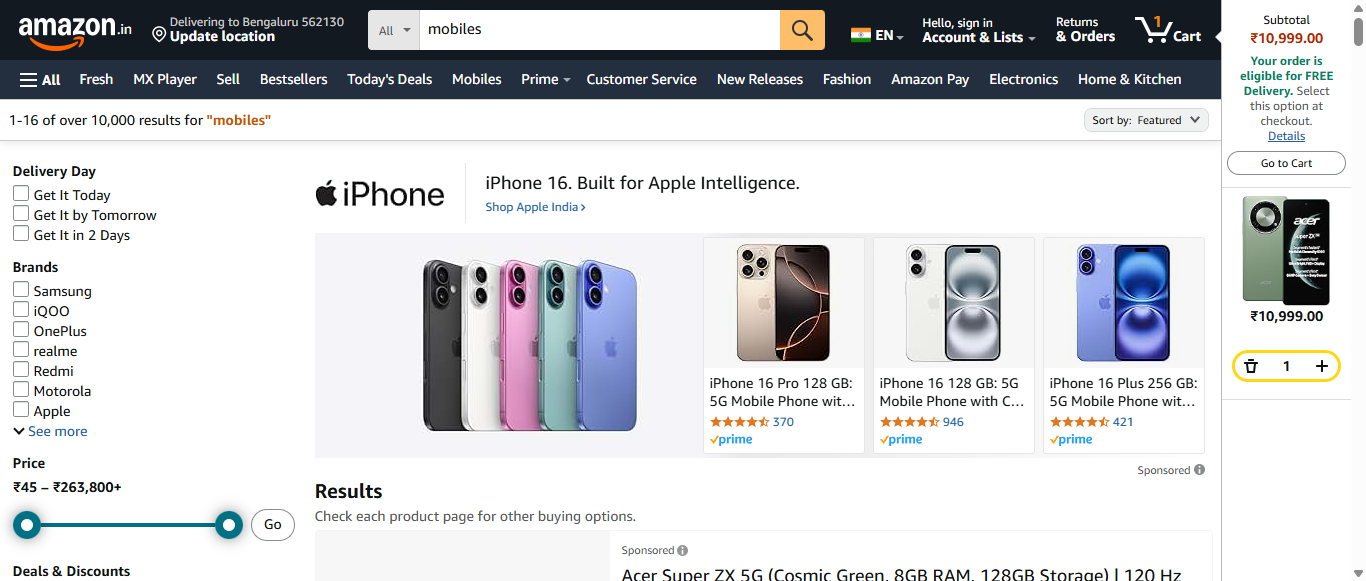 amazon.in
Delivering to Bengaluru 562130
Update location
All
mobiles
EN
Hello, sign in
Account & Lists
Returns
& Orders
1
Cart
All
Fresh
MX Player
Sell
Bestsellers
Today's Deals
Mobiles
Prime
Customer Service
New Releases
Fashion
Amazon Pay
Electronics
Home & Kitchen
1-16 of over 10,000 results for "mobiles"
Sort by: Featured
Delivery Day
Get It Today
Get It by Tomorrow
Get It in 2 Days
Brands
Samsung
iQOO
OnePlus
realme
Redmi
Motorola
Apple
See more
Price
₹45 – ₹263,800+
Go
Deals & Discounts
iPhone
iPhone 16. Built for Apple Intelligence.
Shop Apple India ›
iPhone 16 Pro 128 GB:
5G Mobile Phone wit...
370
prime
iPhone 16 128 GB: 5G
Mobile Phone with C...
946
prime
iPhone 16 Plus 256 GB:
5G Mobile Phone wit...
421
prime
Sponsored
Results
Check each product page for other buying options.
Sponsored
Acer Super ZX 5G (Cosmic Green, 8GB RAM, 128GB Storage) | 120 Hz
Subtotal
₹10,999.00
Your order is
eligible for FREE
Delivery. Select
this option at
checkout.
Details
Go to Cart
acer
Super ZX
₹10,999.00
1